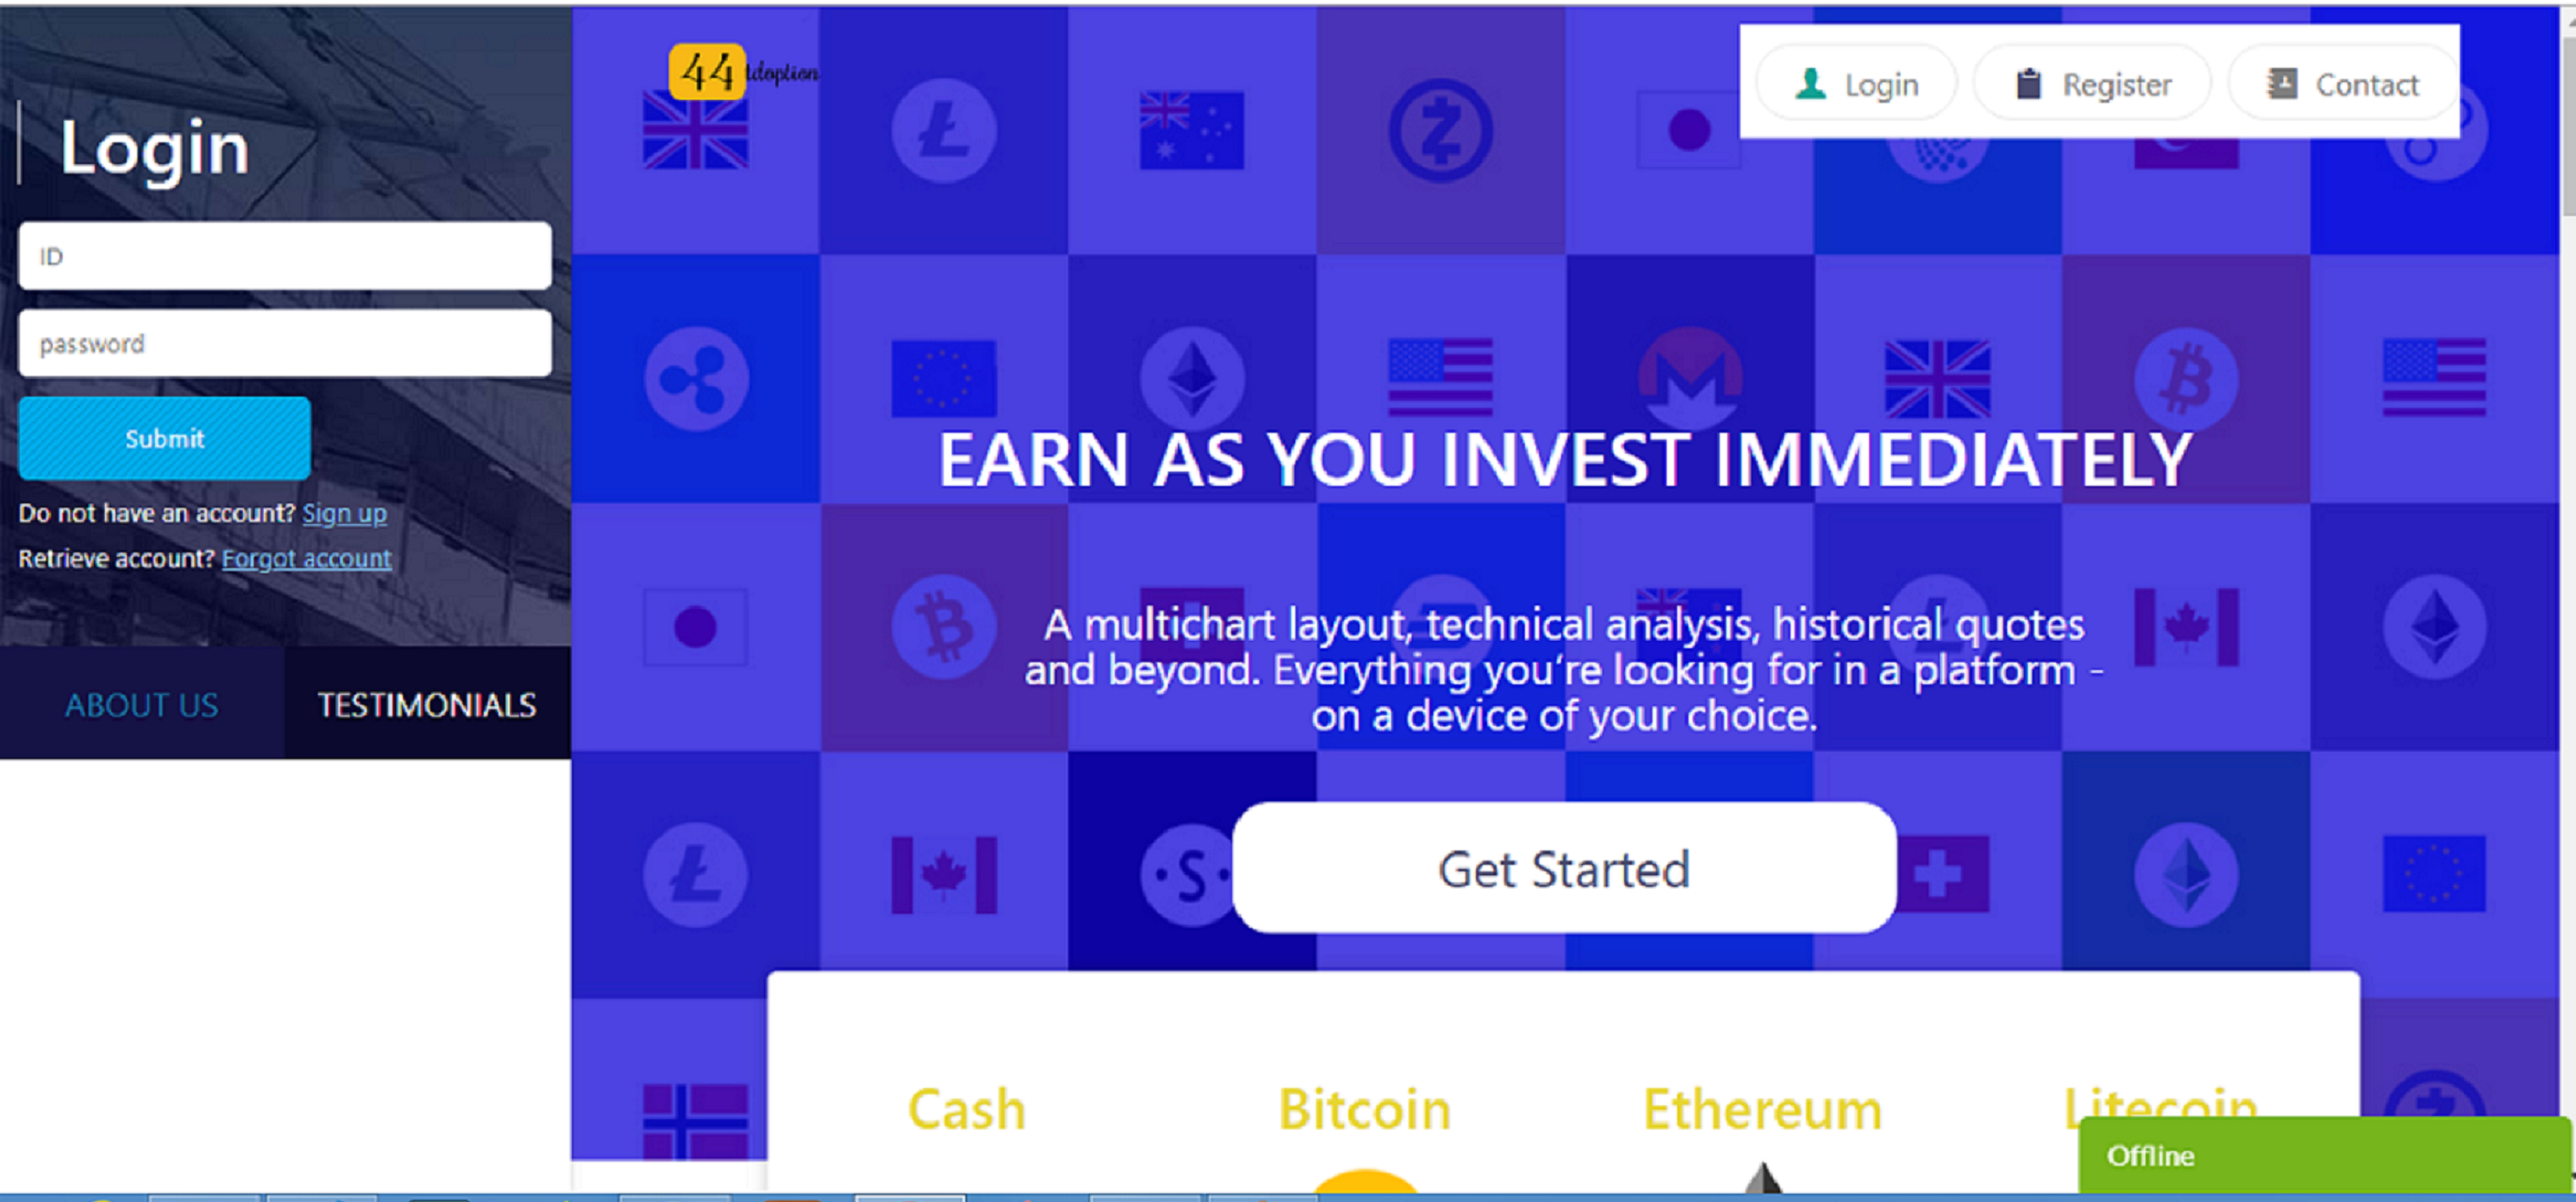 Login
ID
password
Submit
Do not have an account? Sign up
Retrieve account? Forgot account
ABOUT US
TESTIMONIALS
44 tdoption
Login
Register
Contact
EARN AS YOU INVEST IMMEDIATELY
A multichart layout, technical analysis, historical quotes
and beyond. Everything you’re looking for in a platform -
on a device of your choice.
Get Started
Cash
Bitcoin
Ethereum
Litecoin
Offline